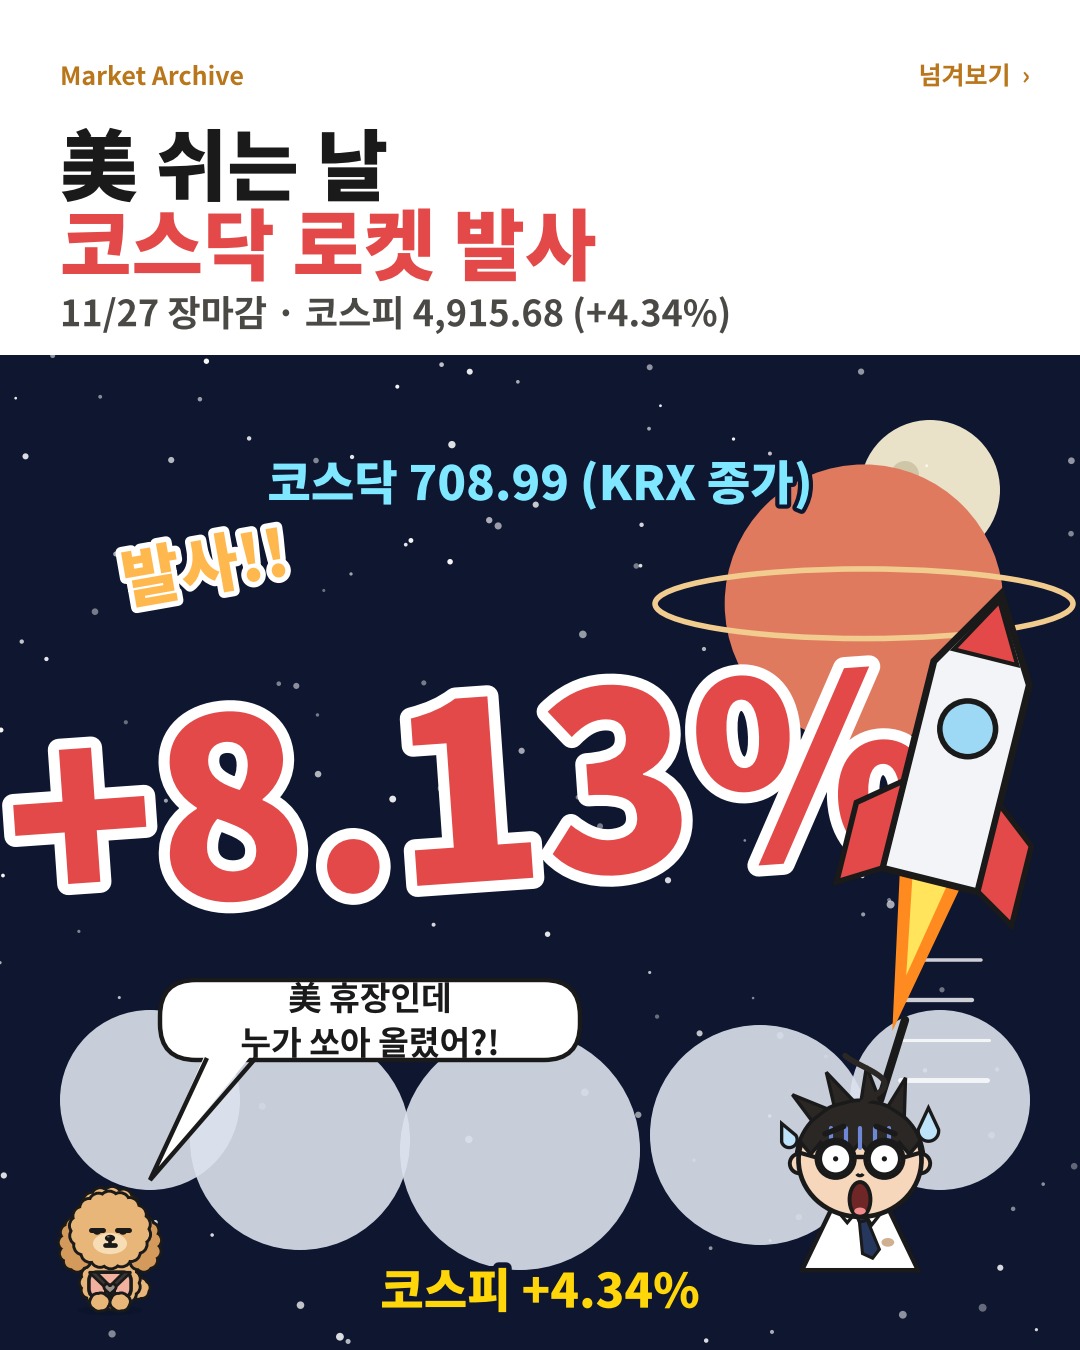 Market Archive
넘겨보기 ›
美 쉬는 날
코스닥 로켓 발사
11/27 장마감 · 코스피 4,915.68 (+4.34%)
코스닥 708.99 (KRX 종가)
발사!!
+8.13%
美 휴장인데
누가 쏘아 올렸어?!
코스피 +4.34%